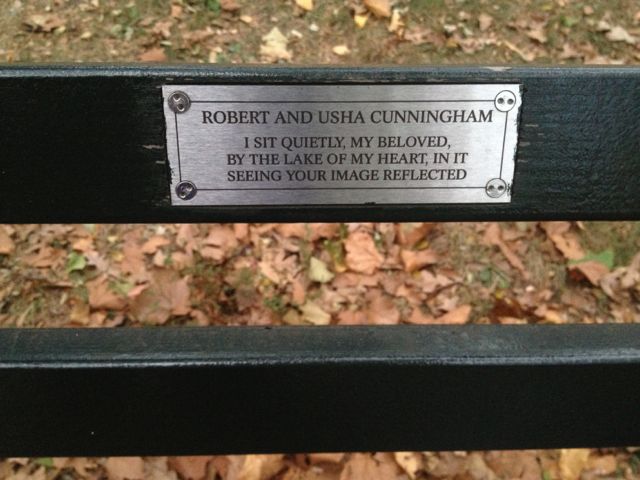 ROBERT AND USHA CUNNINGHAM
I SIT QUIETLY, MY BELOVED,
BY THE LAKE OF MY HEART, IN IT
SEEING YOUR IMAGE REFLECTED